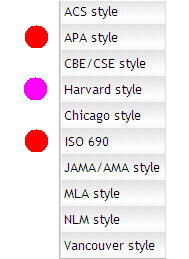 ACS style
APA style
CBE/CSE style
Harvard style
Chicago style
ISO 690
JAMA/AMA style
MLA style
NLM style
Vancouver style